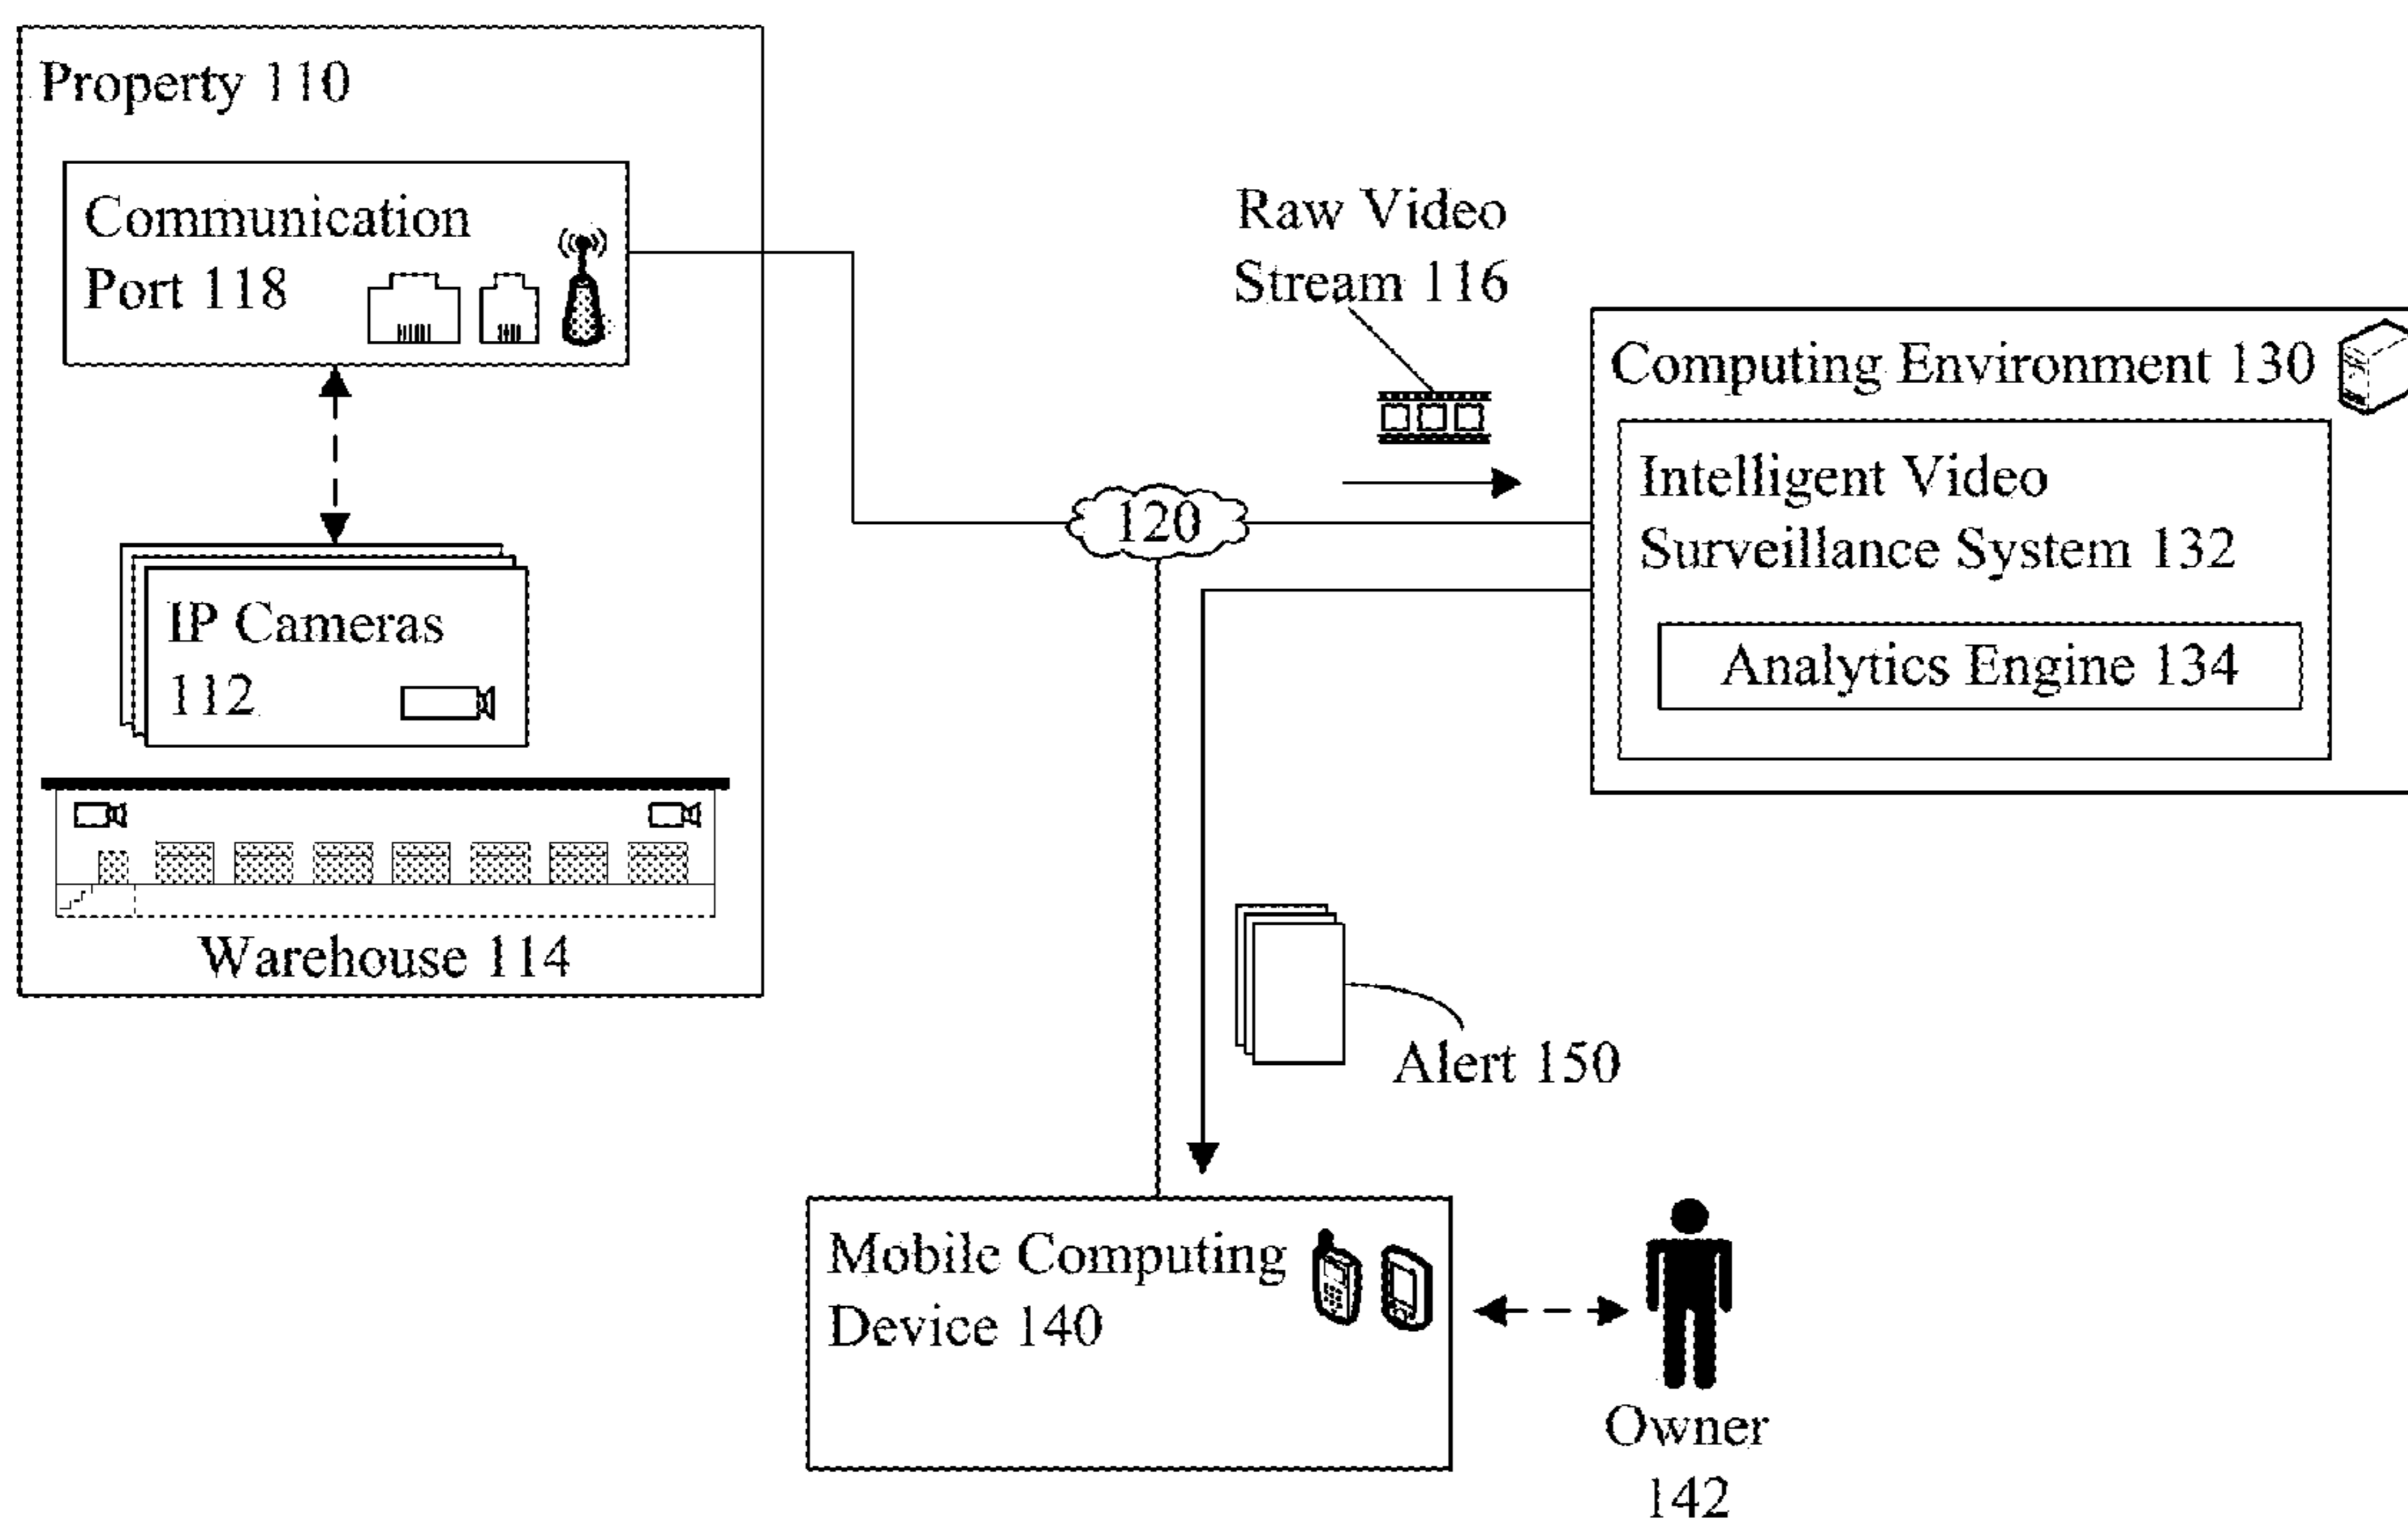 Property 110
Communication
Port 118
IP Cameras
112
Warehouse 114
120
Raw Video
Stream 116
Computing Environment 130
Intelligent Video
Surveillance System 132
Analytics Engine 134
Alert 150
Mobile Computing
Device 140
Owner
142